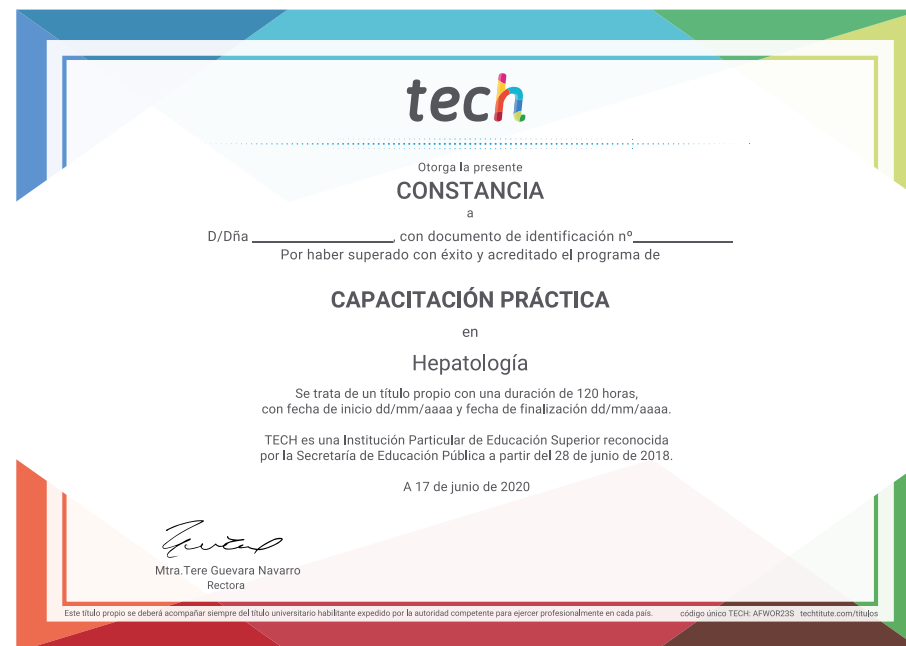 tech
Otorga la presente
CONSTANCIA
a
D/Dña ____________, con documento de identificación nº____________
Por haber superado con éxito y acreditado el programa de
CAPACITACIÓN PRÁCTICA
en
Hepatología
Se trata de un título propio con una duración de 120 horas,
con fecha de inicio dd/mm/aaaa y fecha de finalización dd/mm/aaaa.
TECH es una Institución Particular de Educación Superior reconocida
por la Secretaría de Educación Pública a partir del 28 de junio de 2018.
A 17 de junio de 2020
Mtra.Tere Guevara Navarro
Rectora
Este título propio se deberá acompañar siempre del título universitario habilitante expedido por la autoridad competente para ejercer profesionalmente en cada país. código único TECH: AFWOR23S techtitute.com/titulos